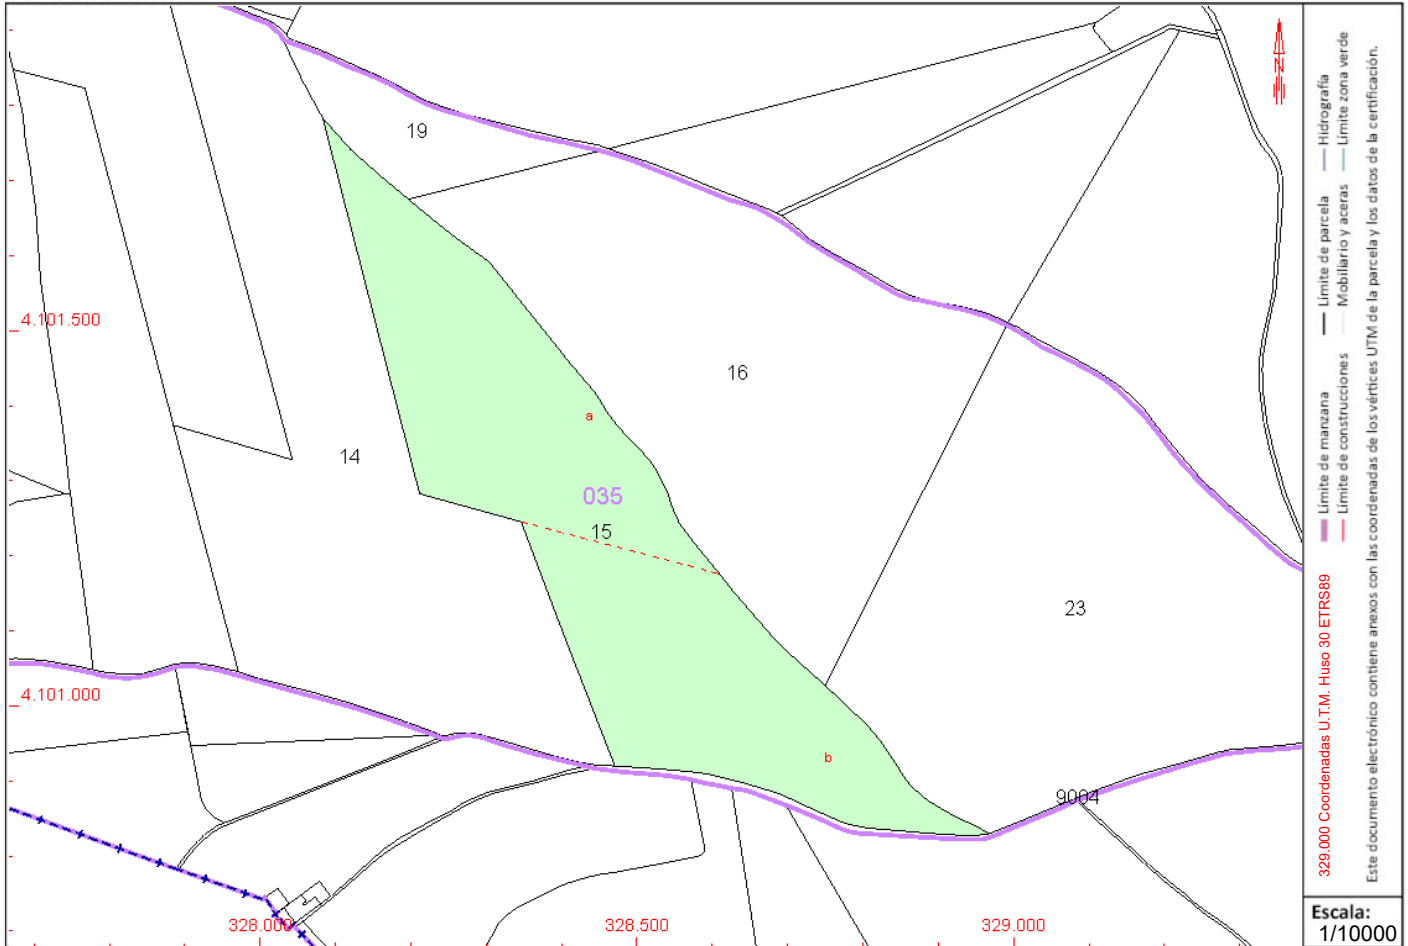 19
4.101.500
16
a
14
035
15
23
4.101.000
b
9004
328.000
328.500
329.000
N
Hidrografía
Límite zona verde
Límite de parcela
Mobiliario y aceras
Límite de manzana
Límite de construcciones
329.000 Coordenadas U.T.M. Huso 30 ETRS89
Este documento electrónico contiene anexos con las coordenadas de los vértices UTM de la parcela y los datos de la certificación.
Escala:
1/10000